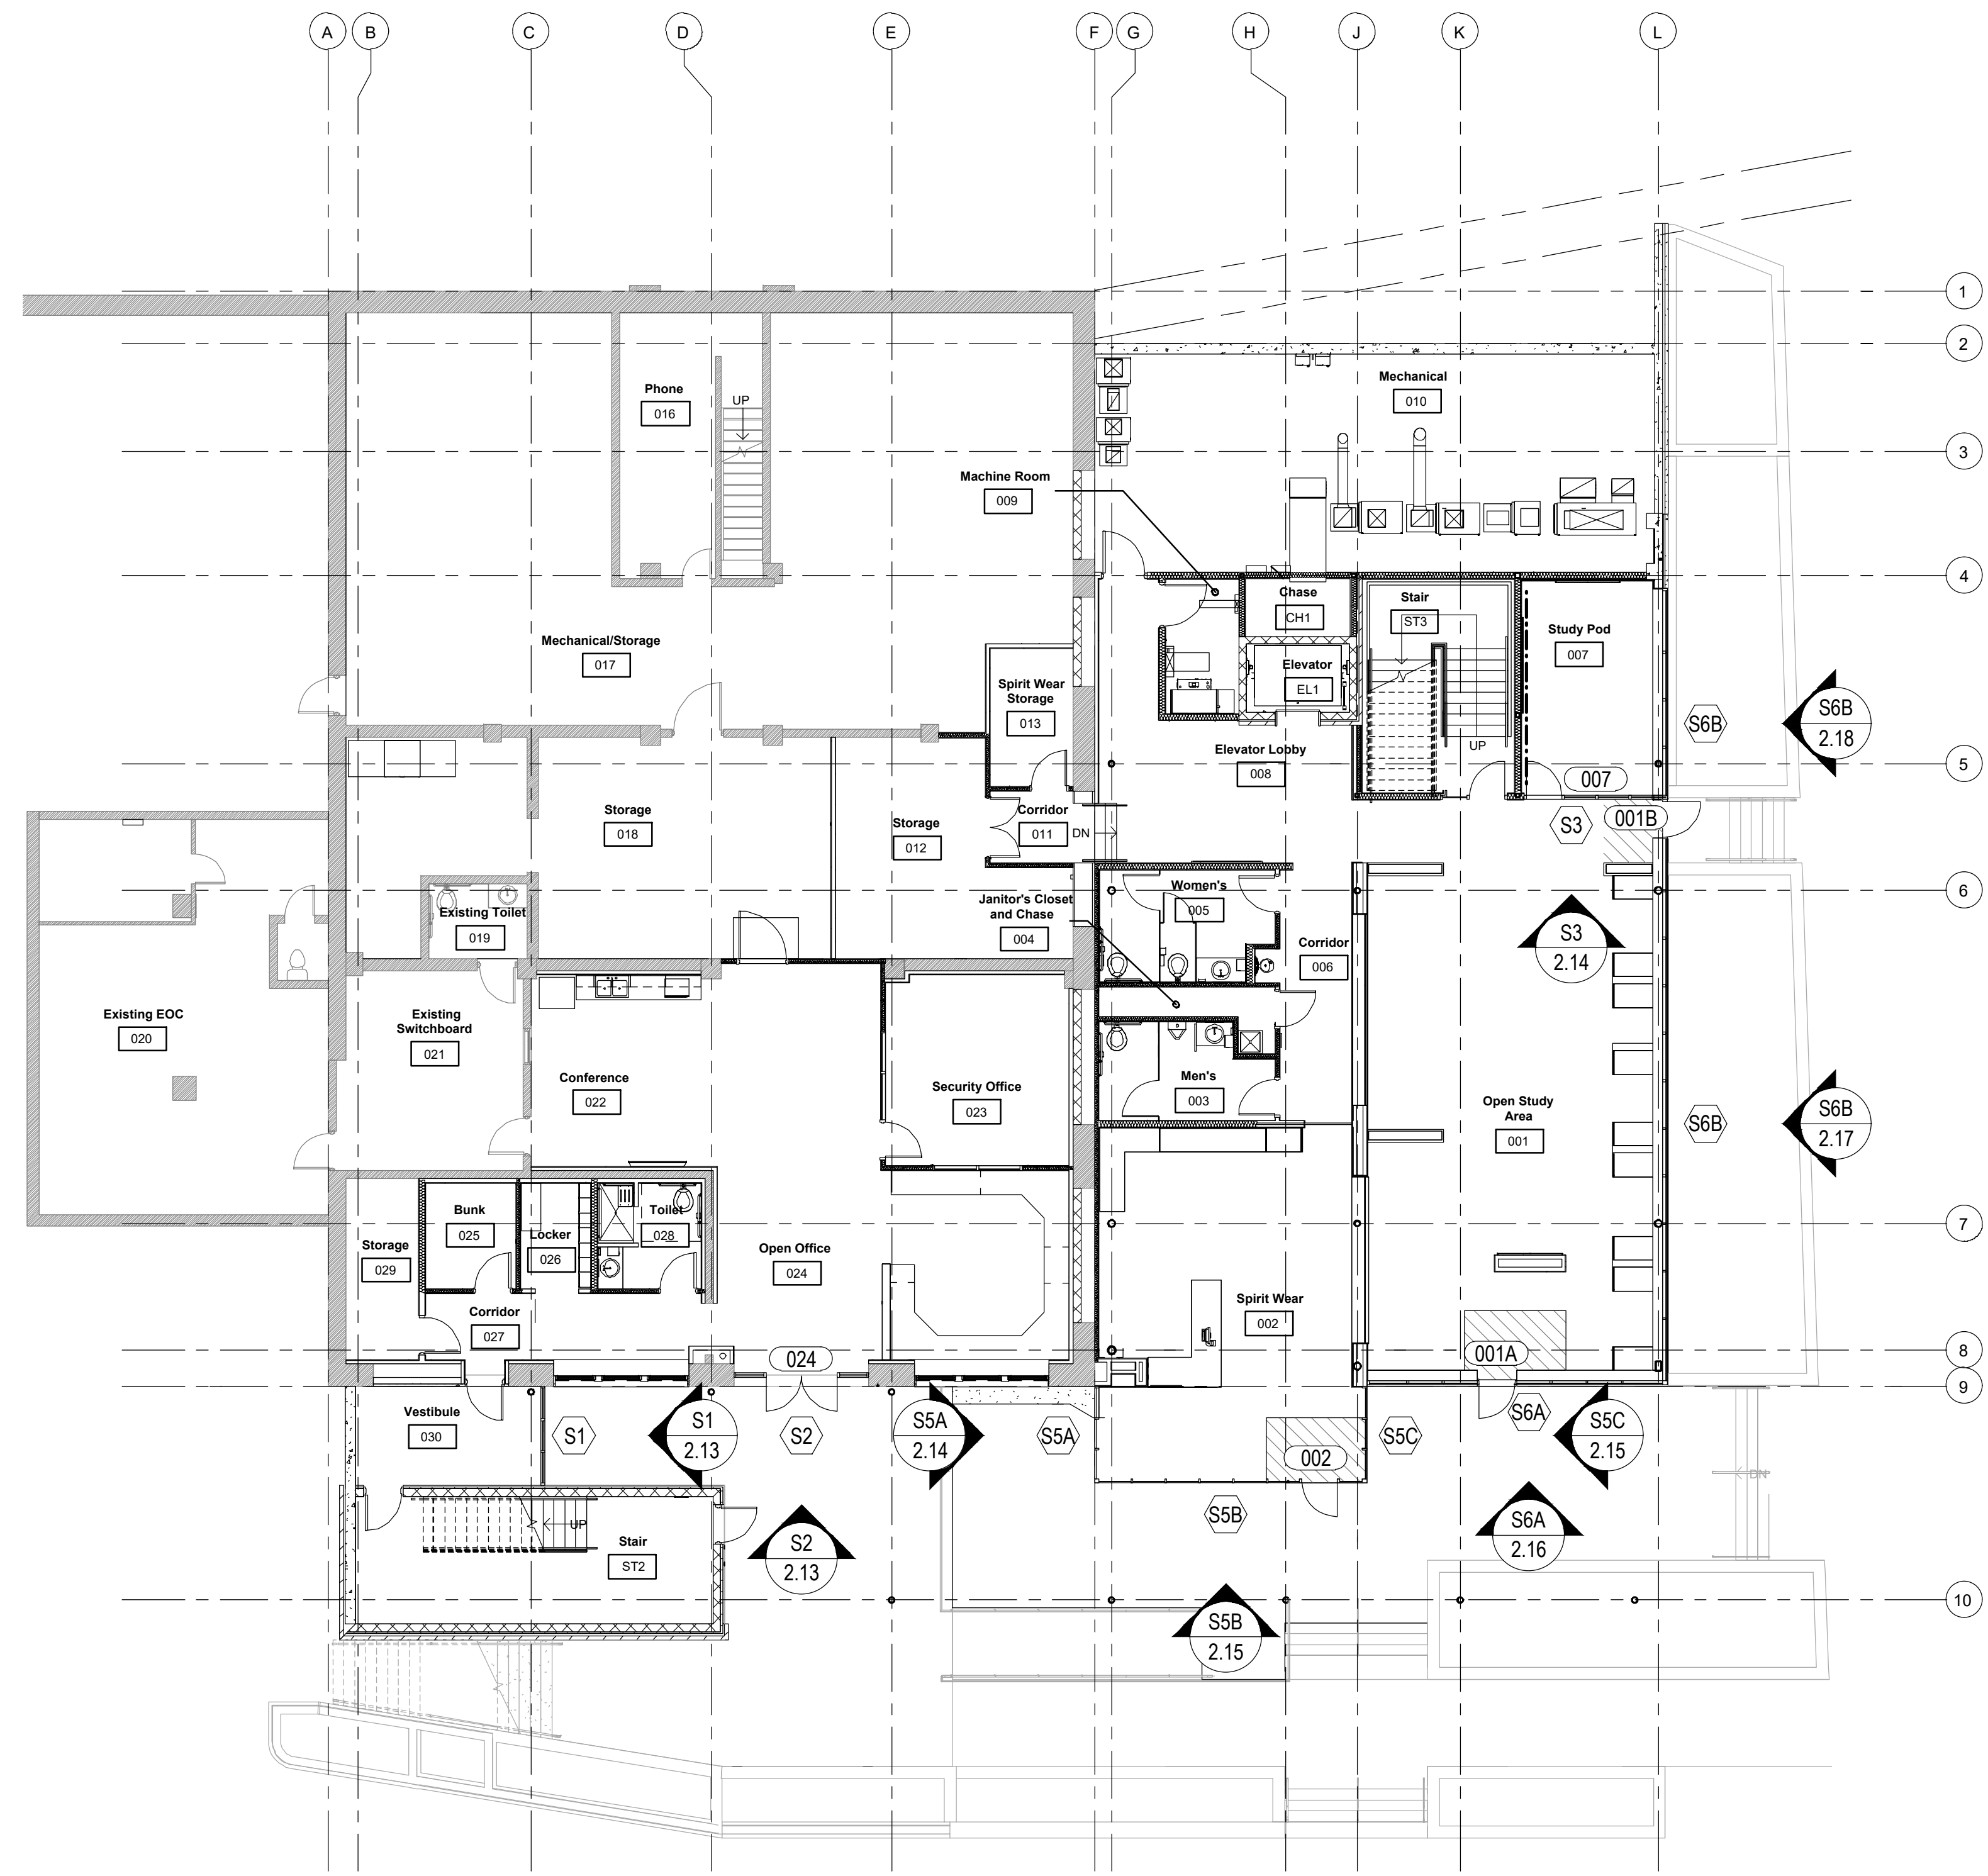 A B C D E F G H J K L
1
2
Mechanical
010
Phone
016
UP
3
Machine Room
009
4
Chase
CH1
Stair
ST3
Study Pod
007
Mechanical/Storage
017
Elevator
EL1
Spirit Wear
Storage
013
S6B
S6B
2.18
UP
Elevator Lobby
008
5
007
Storage
018
Storage
012
Corridor
011
DN
S3
001B
6
Women's
005
Janitor's Closet
and Chase
004
Existing Toilet
019
Corridor
006
S3
2.14
Existing EOC
020
Existing
Switchboard
021
Conference
022
Security Office
023
Men's
003
Open Study
Area
001
S6B
S6B
2.17
Bunk
025
Locker
026
Toilet
028
7
Storage
029
Open Office
024
Corridor
027
Spirit Wear
002
024
001A
8
9
Vestibule
030
S1
S1
2.13
S2
S5A
2.14
S5A
002
S5C
S6A
S5C
2.15
DN
S5B
S6A
2.16
UP
Stair
ST2
S2
2.13
10
S5B
2.15